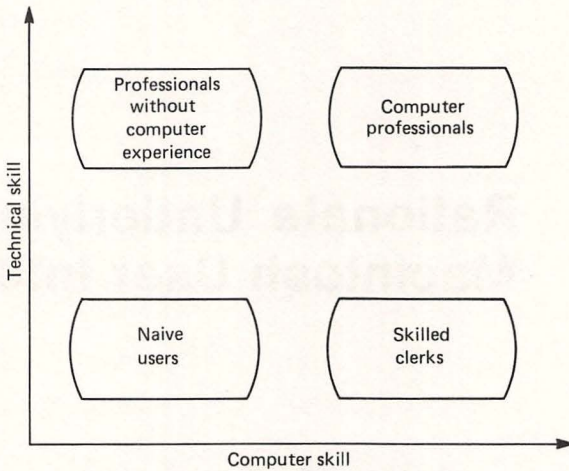 Professionals
without
computer
experience
Computer
professionals
Technical skill
Naive
users
Skilled
clerks
Computer skill